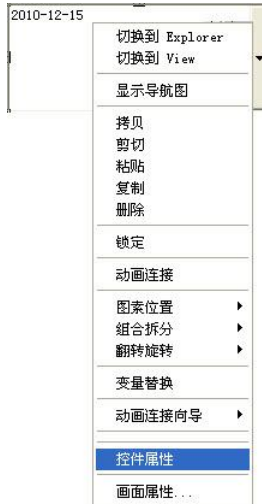 2010-12-15
切换到 Explorer
切换到 View
显示导航图
拷贝
剪切
粘贴
复制
删除
锁定
动画连接
图素位置
组合拆分
翻转旋转
变量替换
动画连接向导
控件属性
画面属性...